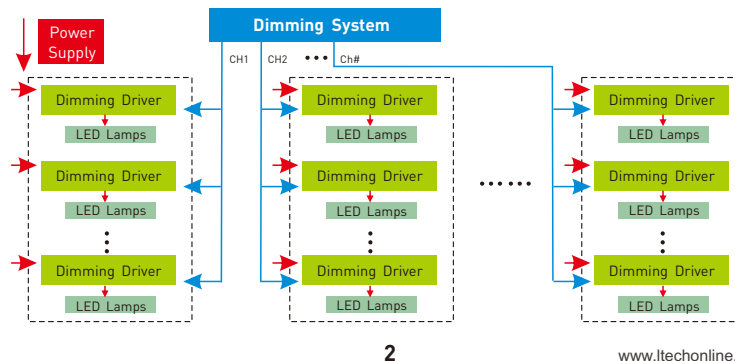 Dimming System
Power
Supply
CH1 CH2 ••• Ch#
Dimming Driver Dimming Driver Dimming Driver
LED Lamps LED Lamps LED Lamps
Dimming Driver Dimming Driver •••••• Dimming Driver
LED Lamps LED Lamps LED Lamps
Dimming Driver Dimming Driver Dimming Driver
LED Lamps LED Lamps LED Lamps
2 www.ltechonline.